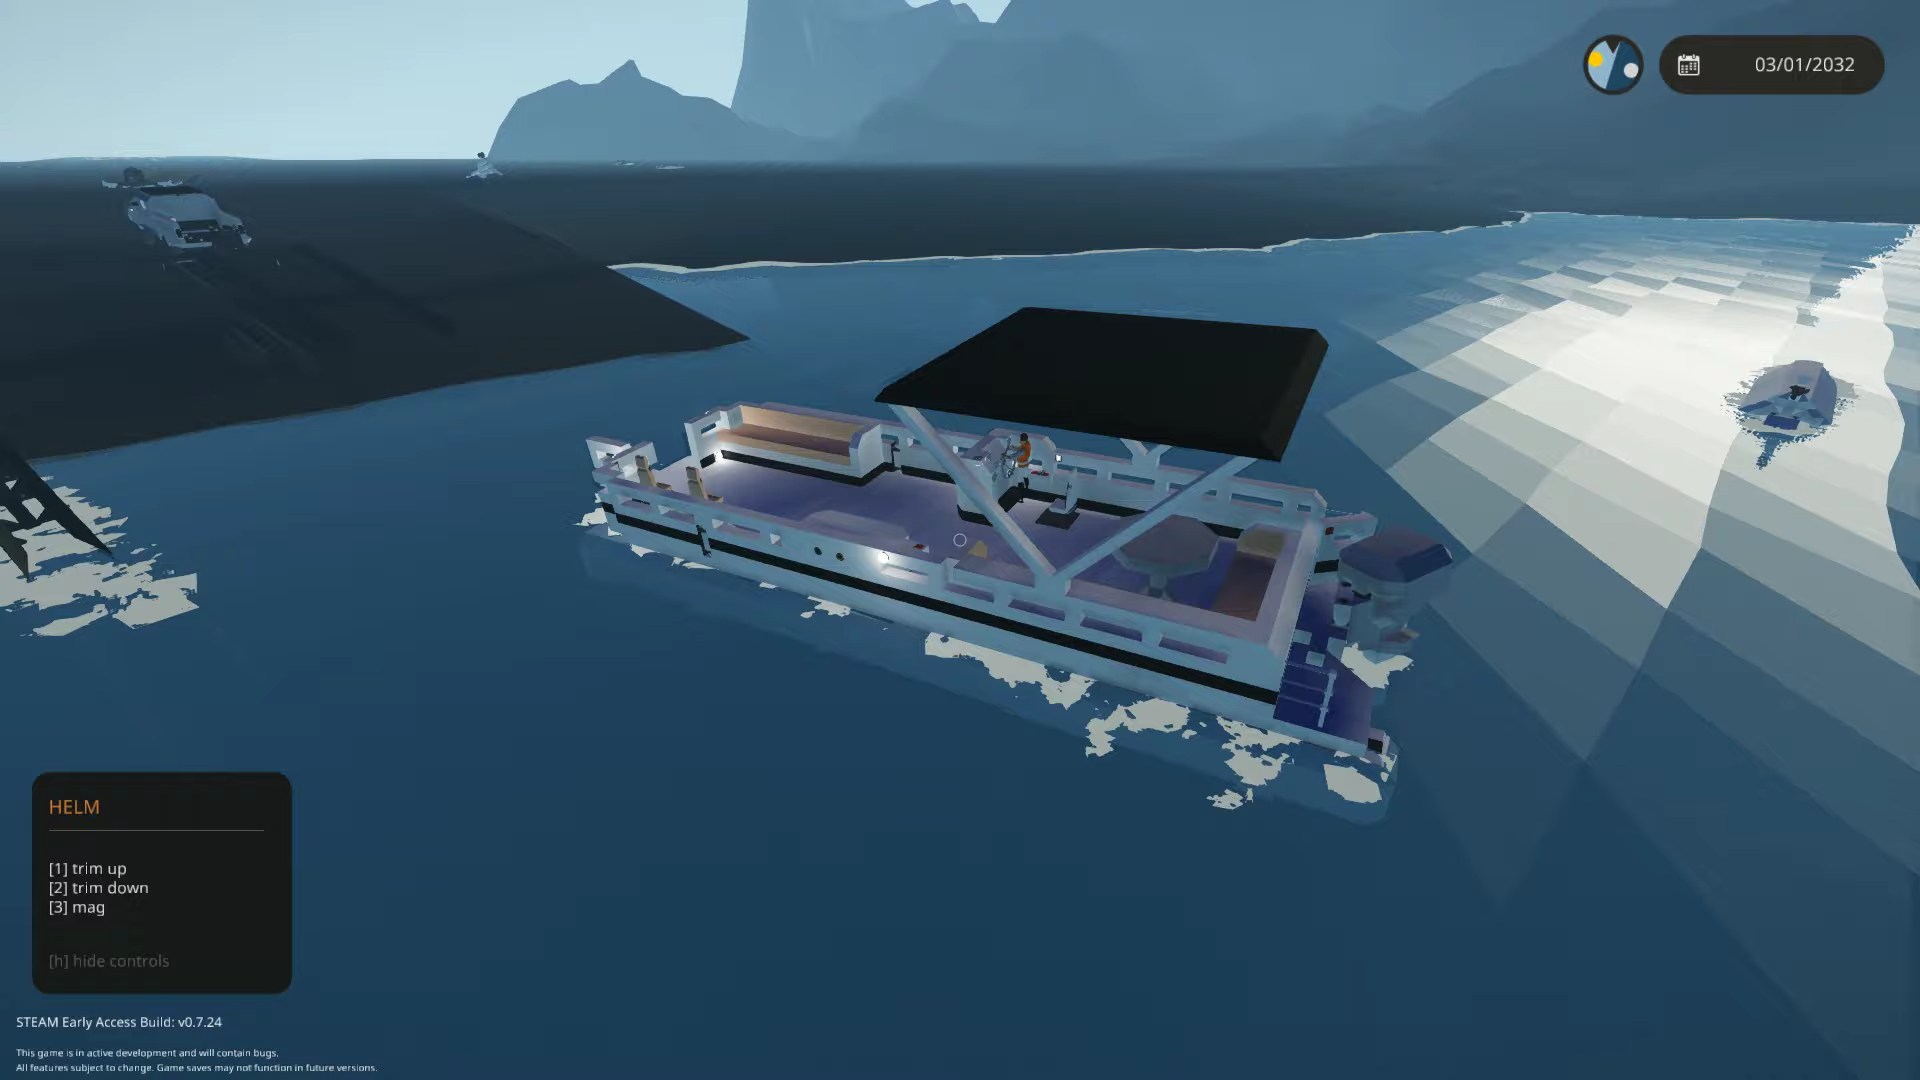 03/01/2032
HELM
[1] trim up
[2] trim down
[3] mag
[h] hide controls
STEAM Early Access Build: v0.7.24
This game is in active development and will contain bugs.
All features subject to change. Game saves may not function in future versions.